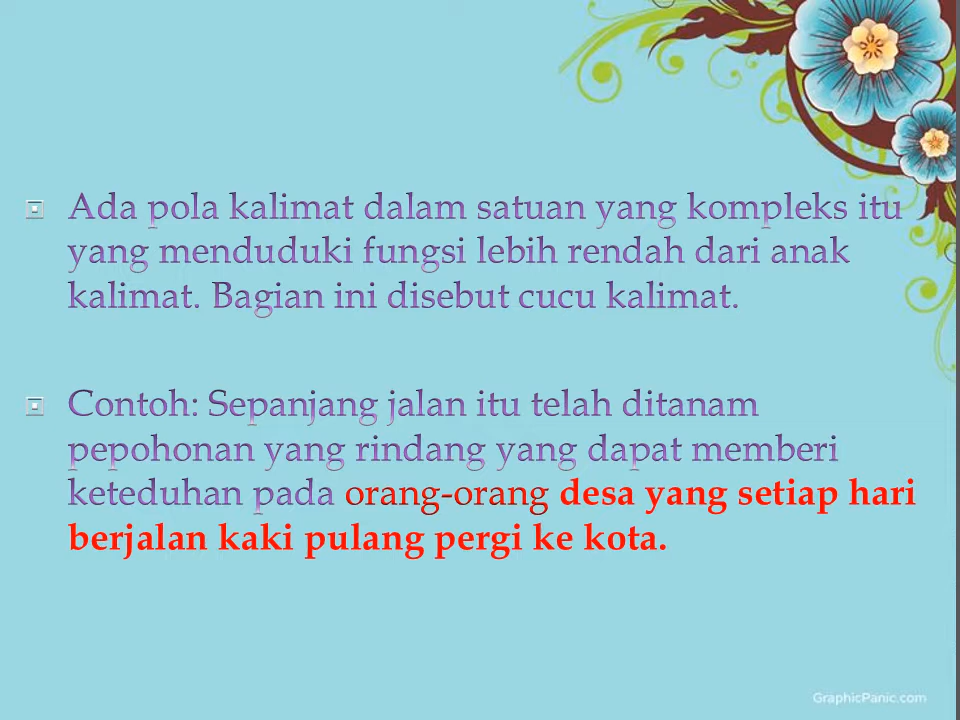 Ada pola kalimat dalam satuan yang kompleks itu
yang menduduki fungsi lebih rendah dari anak
kalimat. Bagian ini disebut cucu kalimat.
Contoh: Sepanjang jalan itu telah ditanam
pepohonan yang rindang yang dapat memberi
keteduhan pada orang-orang desa yang setiap hari
berjalan kaki pulang pergi ke kota.
GraphicPanic.com